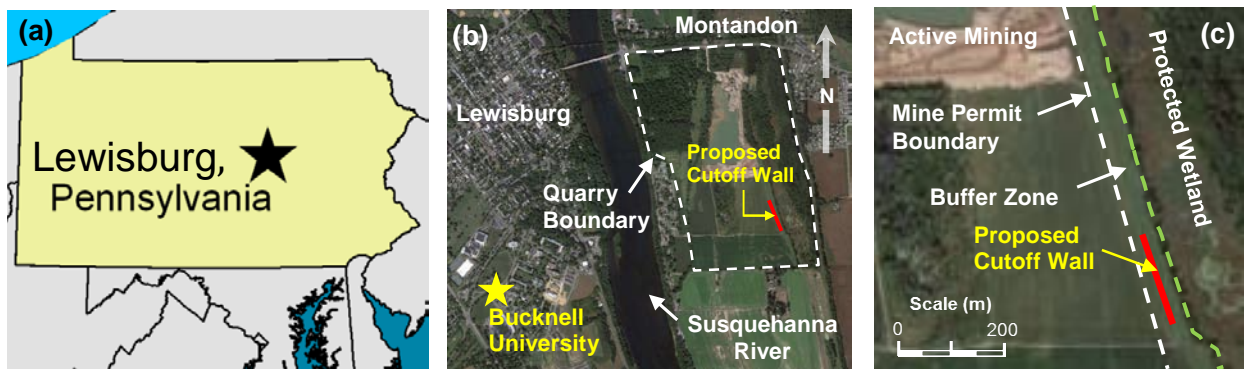 (a)
Lewisburg,
Pennsylvania
(b)
Montandon
N
Lewisburg
Proposed
Cutoff Wall
Quarry
Boundary
Bucknell
University
Susquehanna
River
(c)
Active Mining
Protected Wetland
Mine Permit
Boundary
Buffer Zone
Proposed
Cutoff Wall
Scale (m)
0 200